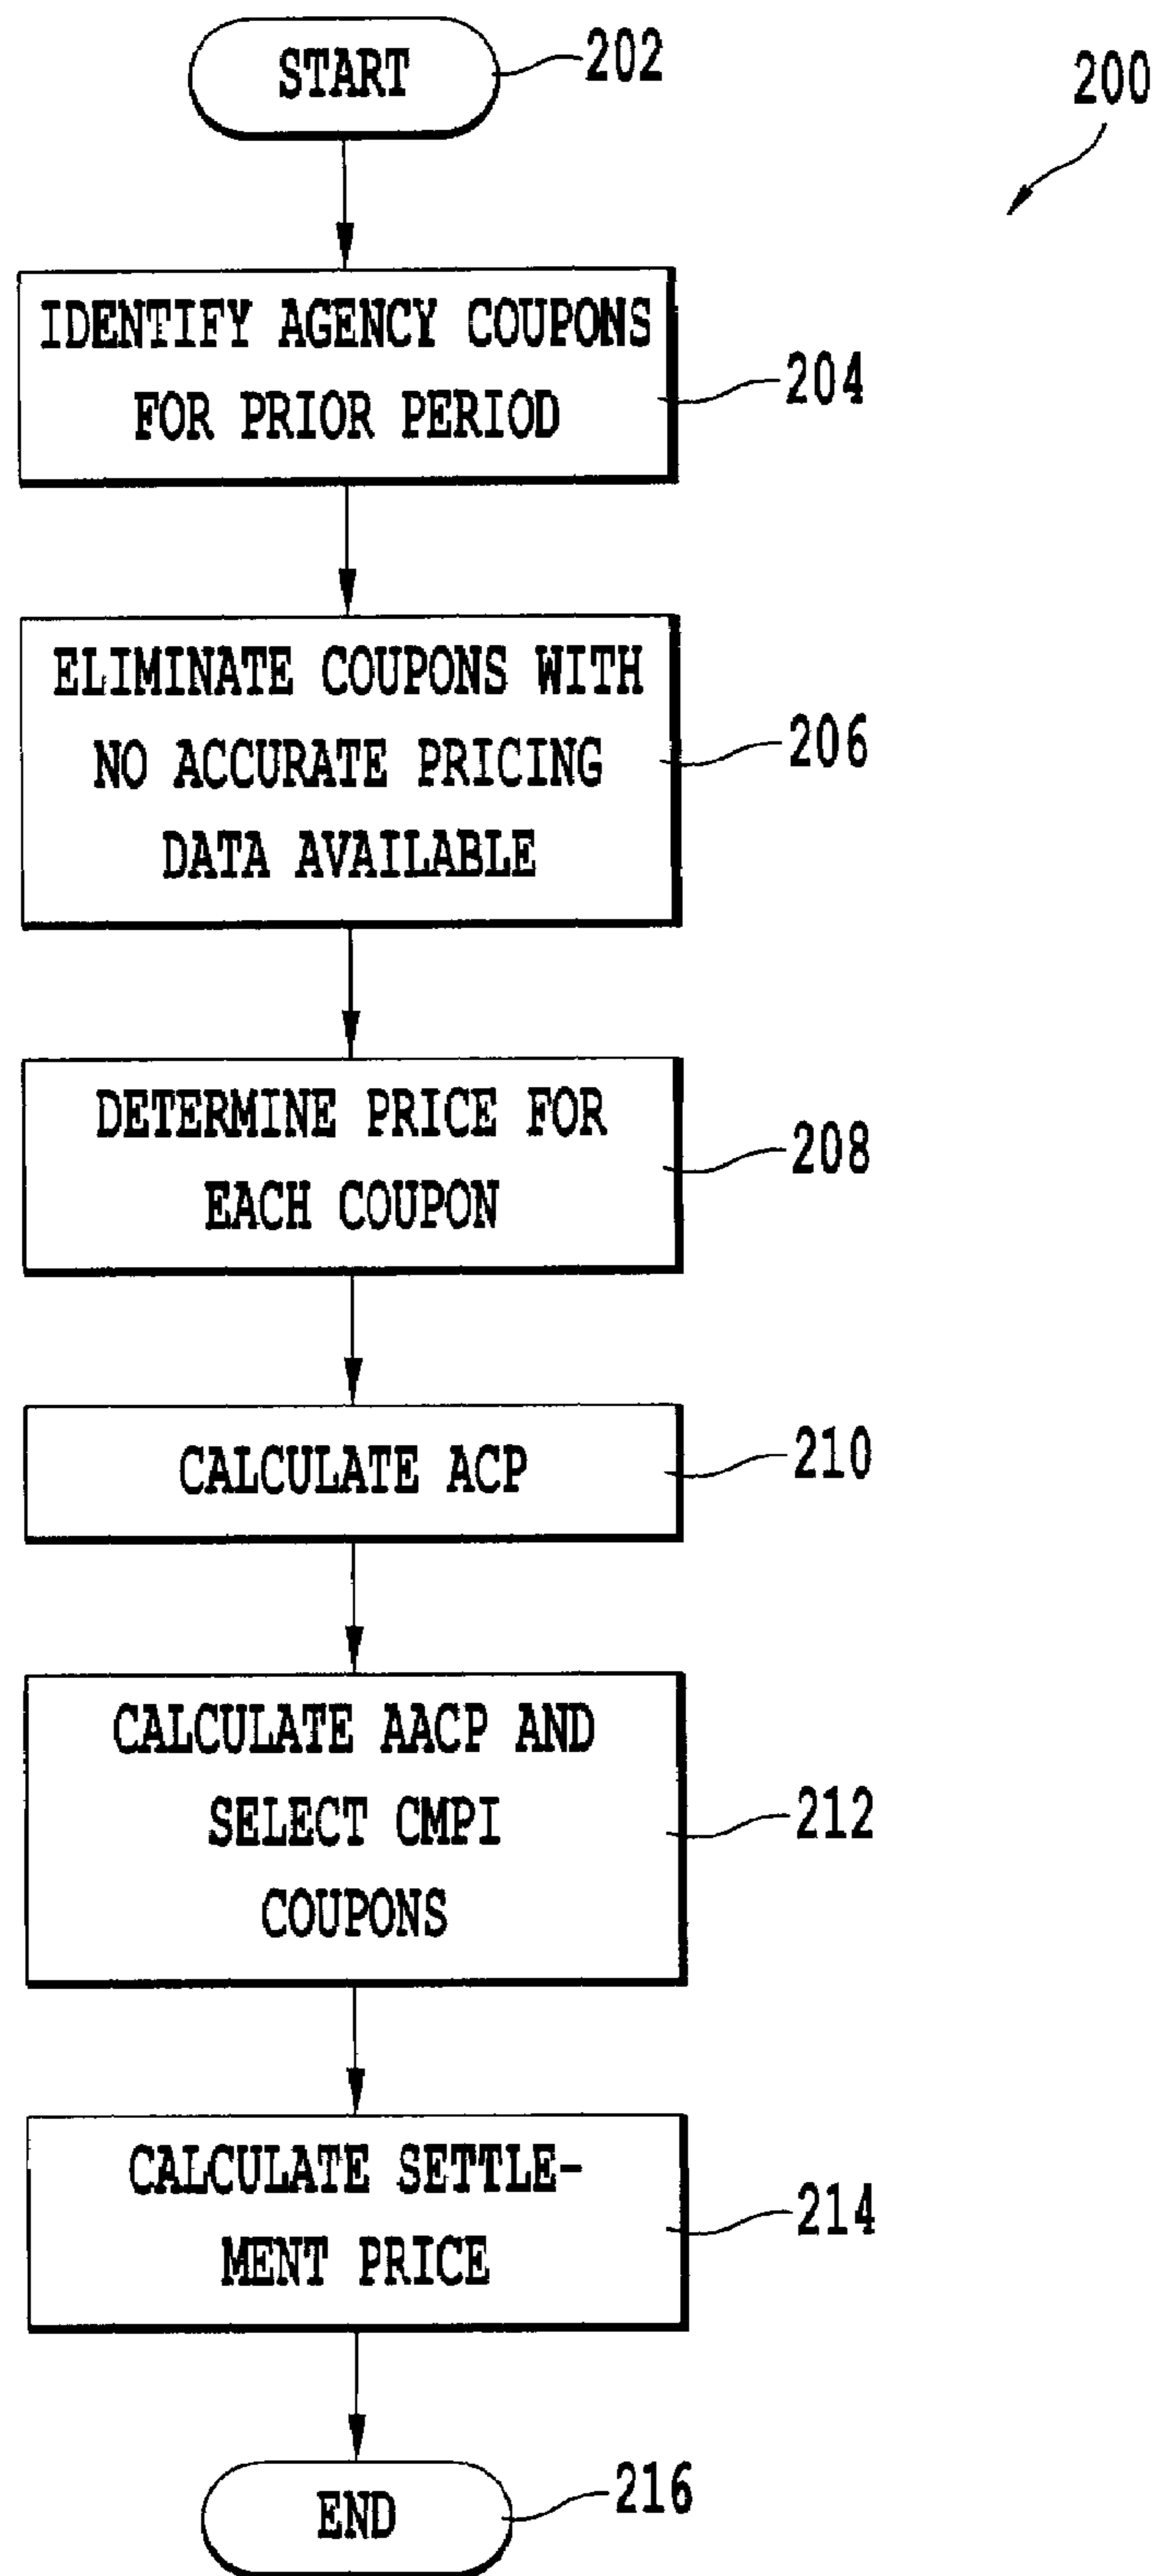 START
202
200
IDENTIFY AGENCY COUPONS
FOR PRIOR PERIOD
204
ELIMINATE COUPONS WITH
NO ACCURATE PRICING
DATA AVAILABLE
206
DETERMINE PRICE FOR
EACH COUPON
208
CALCULATE ACP
210
CALCULATE AACP AND
SELECT CMPI
COUPONS
212
CALCULATE SETTLE-
MENT PRICE
214
END
216